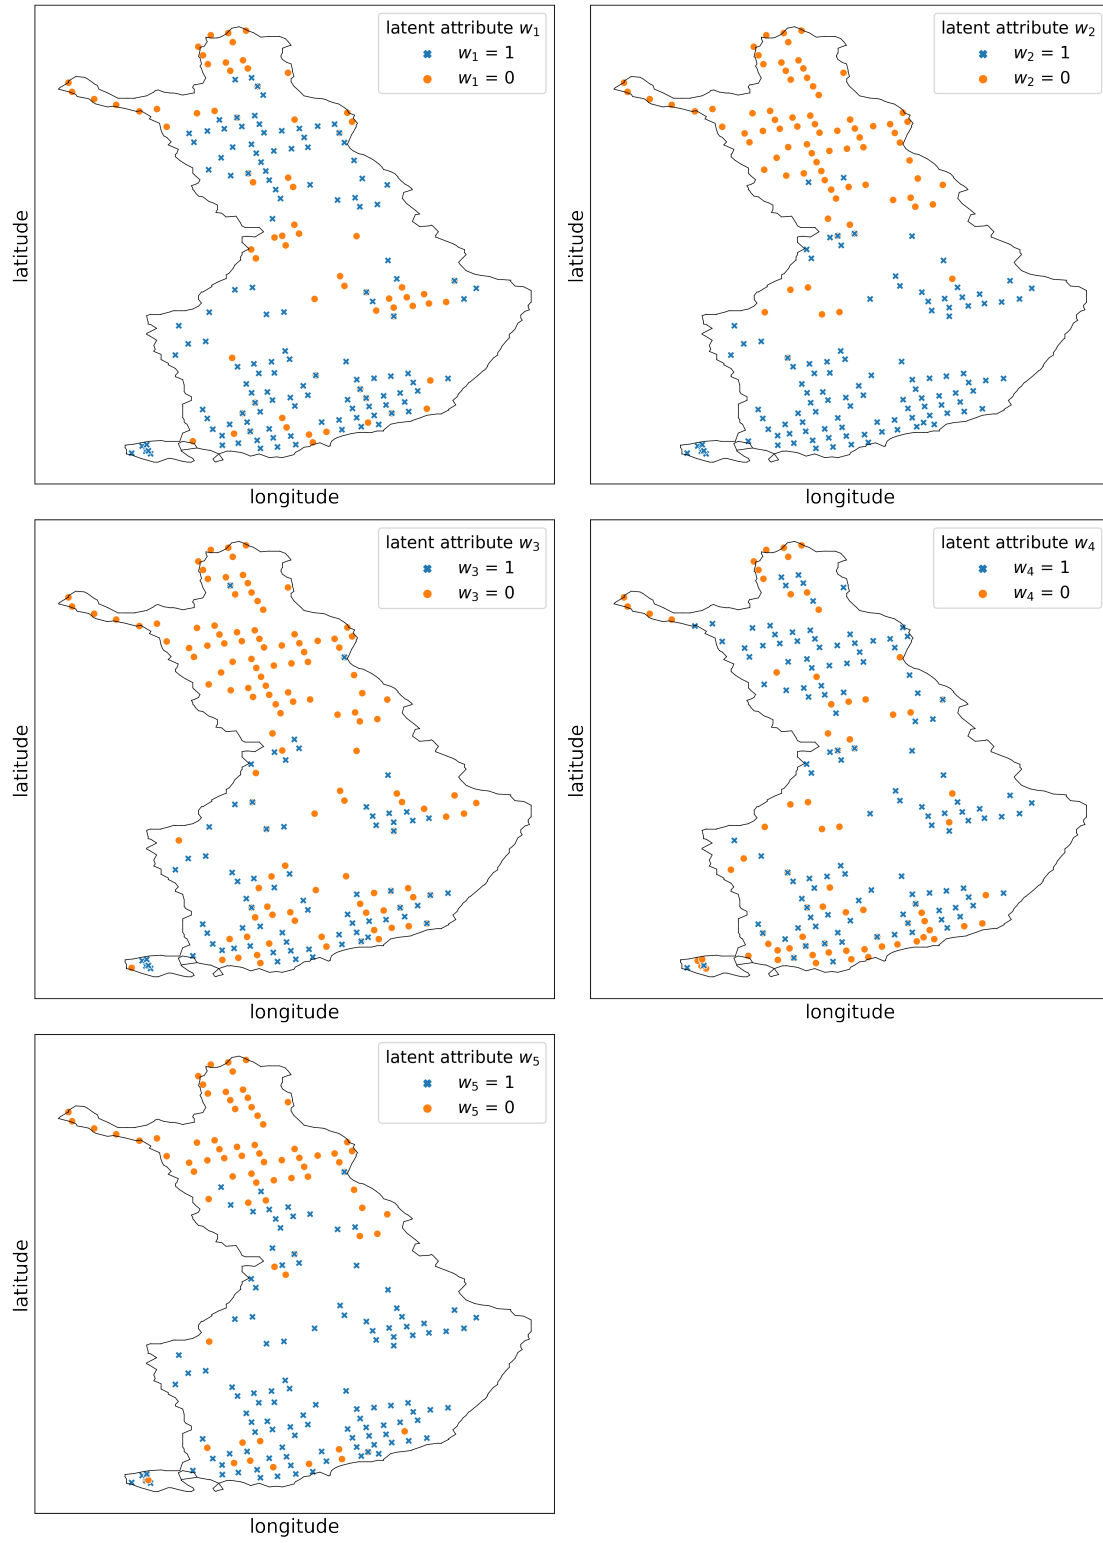 latent attribute w₁
w₁ = 1
w₁ = 0
latitude
longitude
latent attribute w₂
w₂ = 1
w₂ = 0
longitude
latent attribute w₃
w₃ = 1
w₃ = 0
latitude
longitude
latent attribute w₄
w₄ = 1
w₄ = 0
latitude
longitude
latent attribute w₅
w₅ = 1
w₅ = 0
latitude
longitude